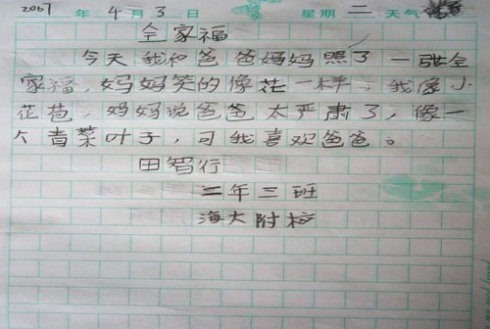 2007 年 4 月 3 日 星期 二 天气
全家福
今天我和爸爸妈妈照了一张全
家福，妈妈笑的像花一样，我像小
花苞，妈妈说爸爸太严肃了，像一
个青菜叶子，可我喜欢爸爸。
田智行
二年三班
海大附校